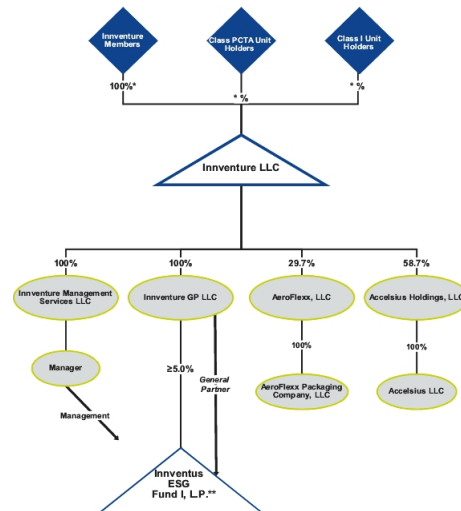 Innventure
Members
Class PCTA Unit
Holders
Class I Unit
Holders
100%*
* %
* %
Innventure LLC
100%
100%
29.7%
58.7%
Innventure Management
Services LLC
Innventure GP LLC
AeroFlexx, LLC
Accelsius Holdings, LLC
100%
100%
Manager
≥5.0%
General
Partner
AeroFlexx Packaging
Company, LLC
Accelsius LLC
Management
Innventus
ESG
Fund I, L.P.**